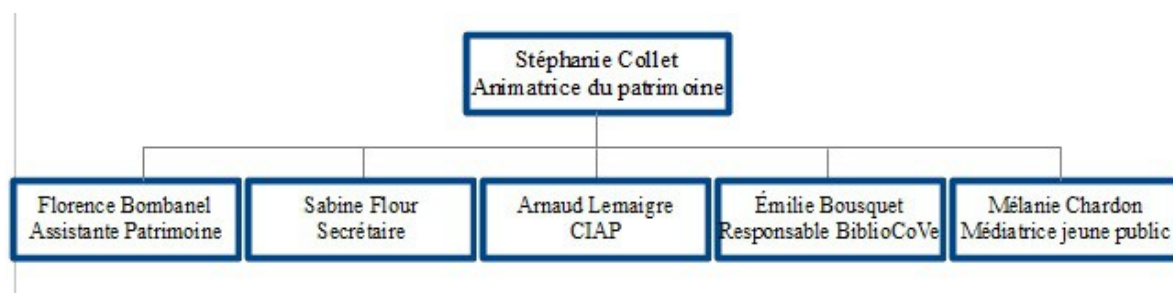 Stéphanie Collet
Animatrice du patrimoine
Florence Bombanel
Assistante Patrimoine
Sabine Flour
Secrétaire
Arnaud Lemaigre
CIAP
Émilie Bousquet
Responsable BiblioCoVe
Mélanie Chardon
Médiatrice jeune public